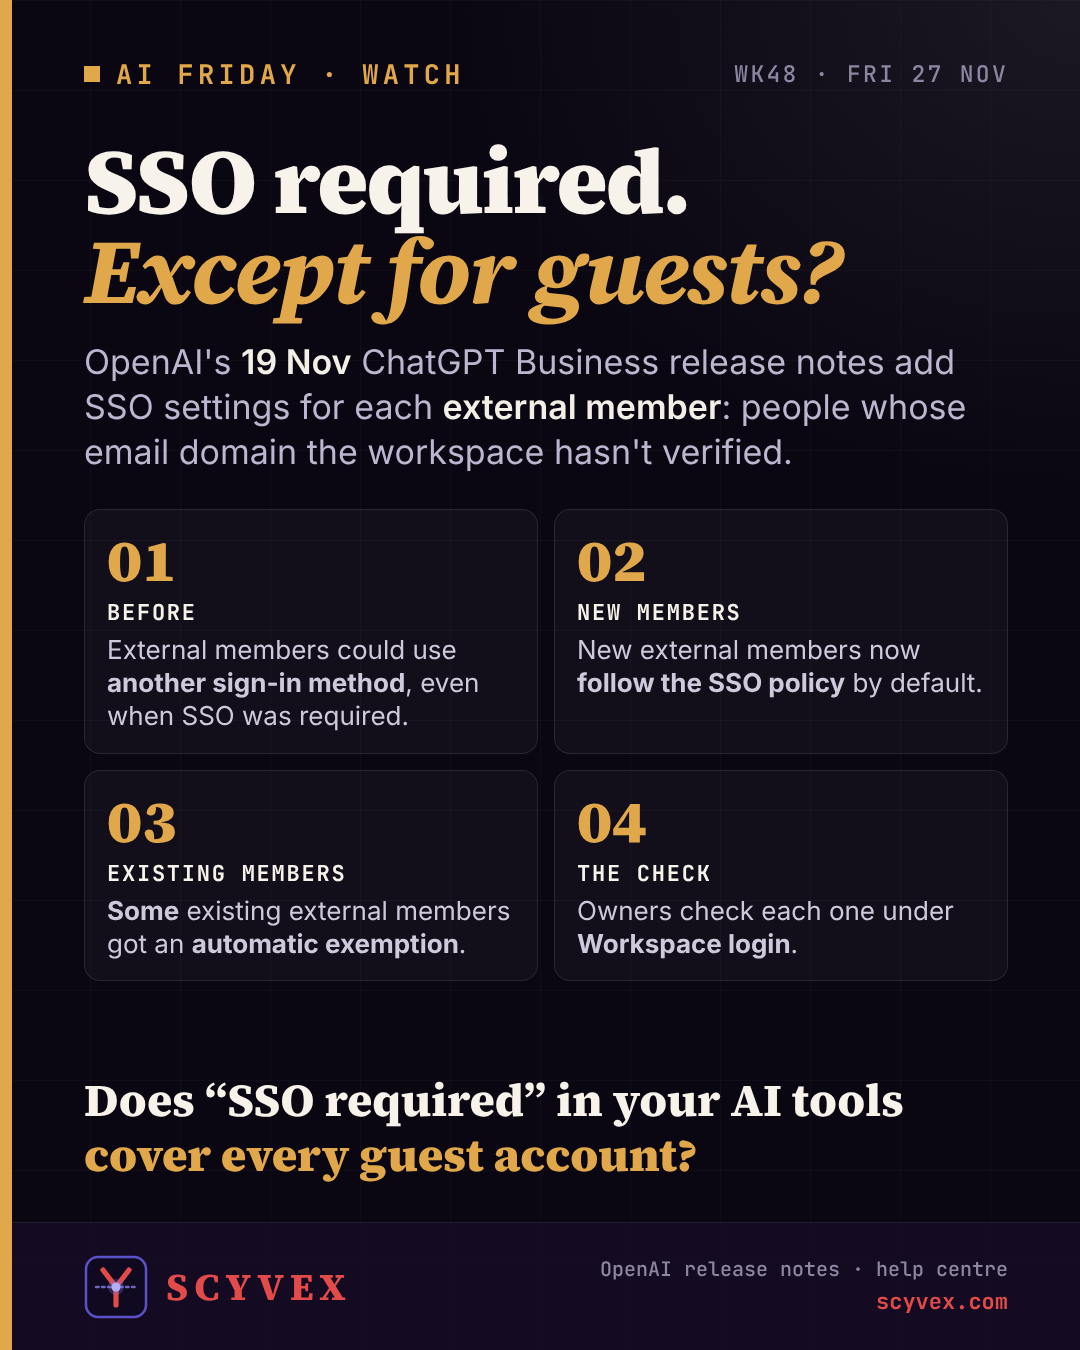 AI FRIDAY · WATCH
WK48 · FRI 27 NOV
SSO required.
Except for guests?
OpenAI's 19 Nov ChatGPT Business release notes add
SSO settings for each external member: people whose
email domain the workspace hasn't verified.
01
BEFORE
External members could use
another sign-in method, even
when SSO was required.
02
NEW MEMBERS
New external members now
follow the SSO policy by default.
03
EXISTING MEMBERS
Some existing external members
got an automatic exemption.
04
THE CHECK
Owners check each one under
Workspace login.
Does “SSO required” in your AI tools
cover every guest account?
SCYVEX
OpenAI release notes · help centre
scyvex.com